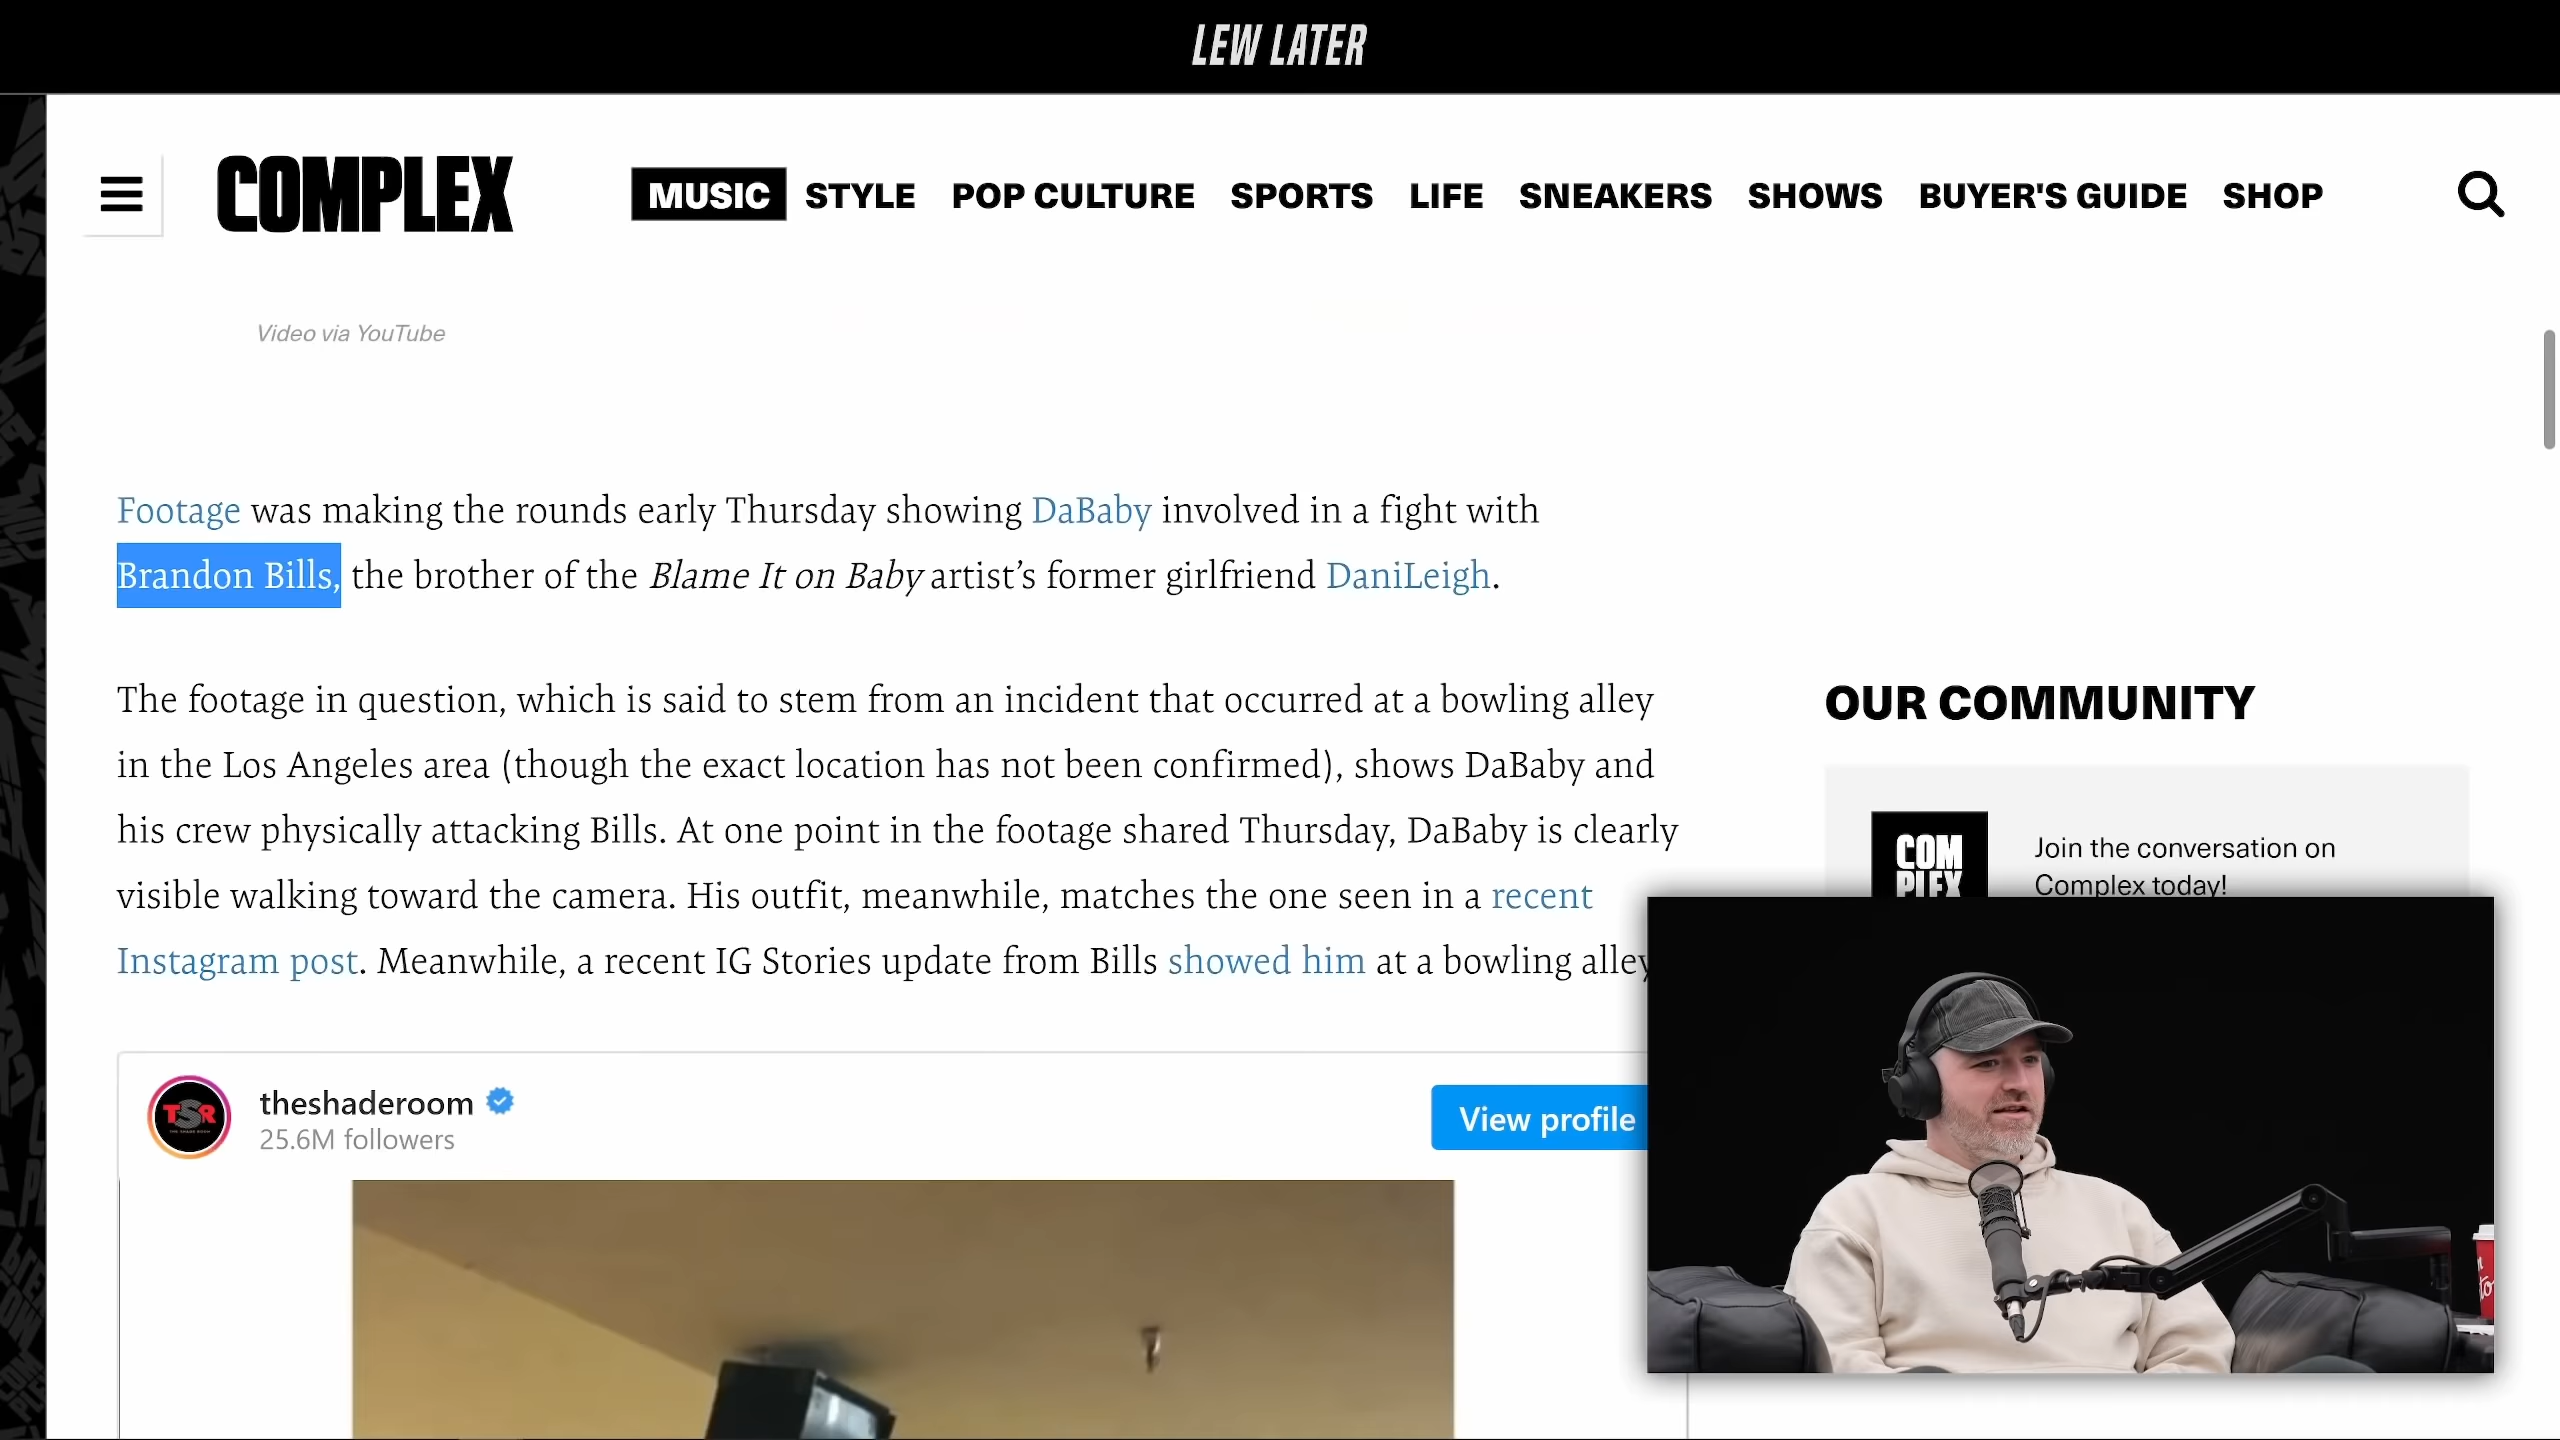 LEW LATER
COMPLEX
MUSIC STYLE POP CULTURE SPORTS LIFE SNEAKERS SHOWS BUYER'S GUIDE SHOP
Video via YouTube
Footage was making the rounds early Thursday showing DaBaby involved in a fight with
Brandon Bills, the brother of the Blame It on Baby artist’s former girlfriend DaniLeigh.
The footage in question, which is said to stem from an incident that occurred at a bowling alley
in the Los Angeles area (though the exact location has not been confirmed), shows DaBaby and
his crew physically attacking Bills. At one point in the footage shared Thursday, DaBaby is clearly
visible walking toward the camera. His outfit, meanwhile, matches the one seen in a recent
Instagram post. Meanwhile, a recent IG Stories update from Bills showed him at a bowling alley
OUR COMMUNITY
COM
PLEX
Join the conversation on
Complex today!
TSR
theshaderoom
25.6M followers
View profile